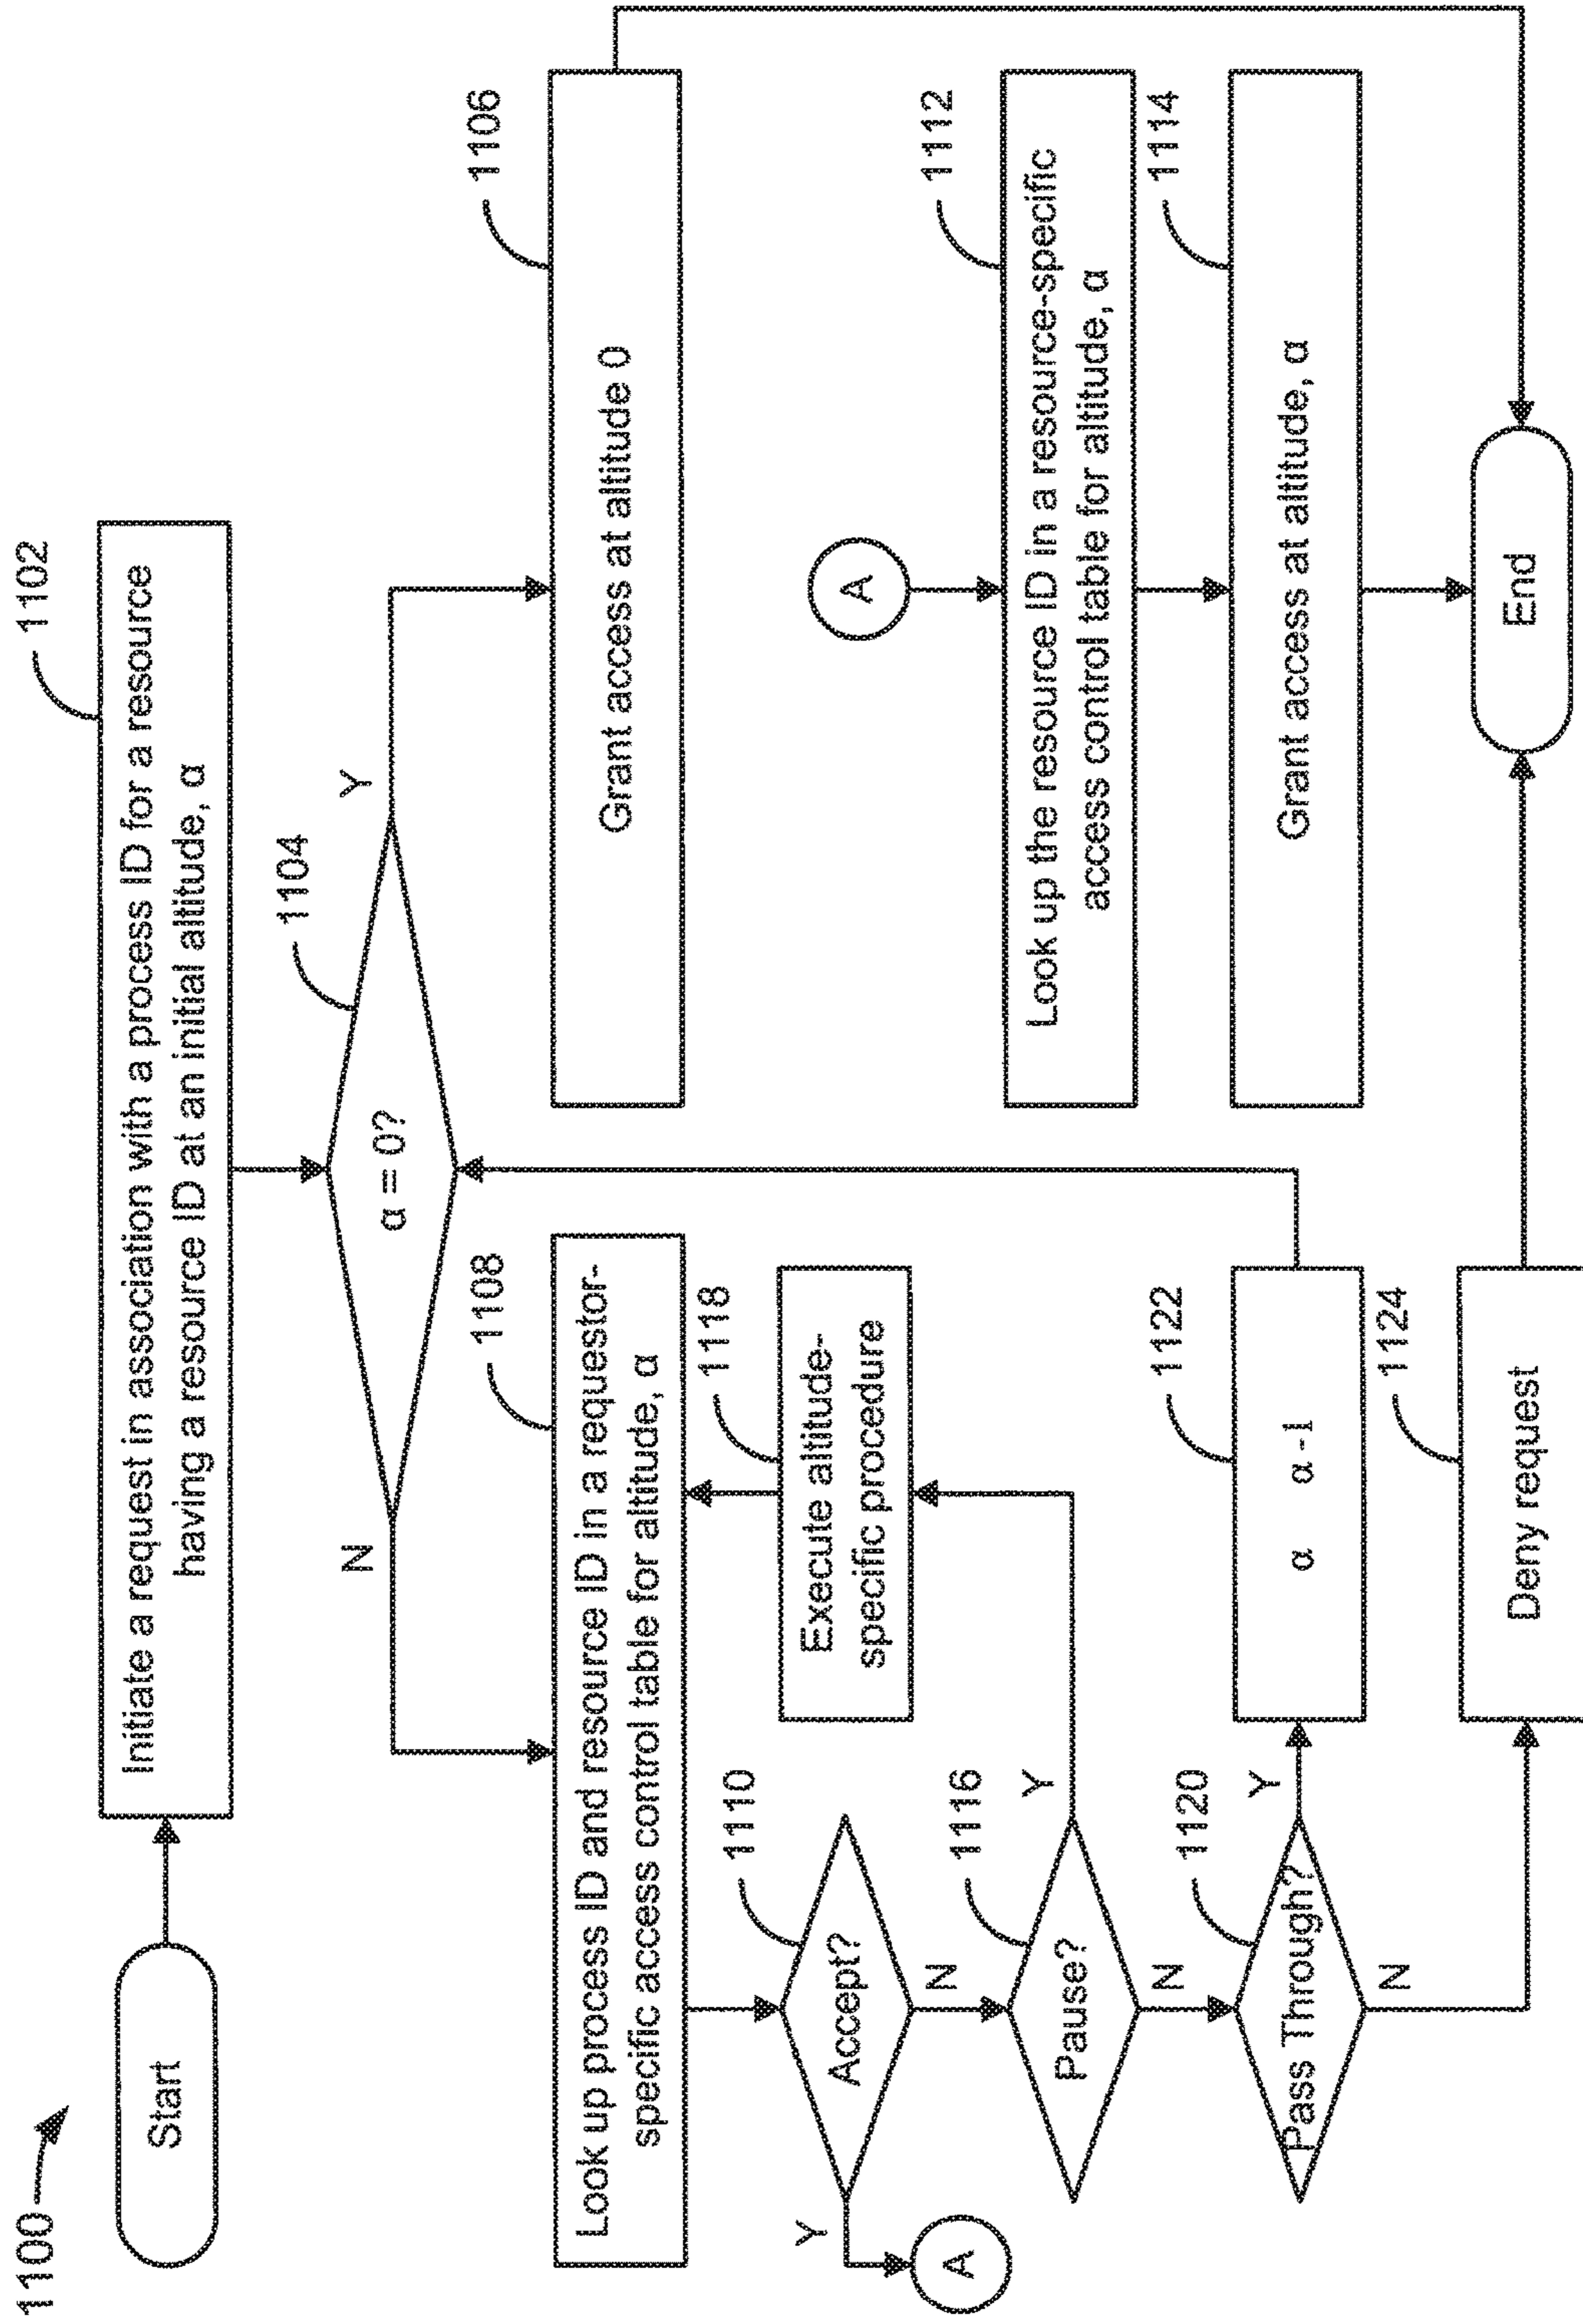 1100
Start
1102
Initiate a request in association with a process ID for a resource
having a resource ID at an initial altitude, α
1104
α = 0?
N
Y
1106
Grant access at altitude 0
1108
Look up process ID and resource ID in a requestor-
specific access control table for altitude, α
1110
Accept?
Y
N
A
1118
Execute altitude-
specific procedure
1116
Pause?
Y
N
1120
Pass Through?
Y
N
1122
α α -1
1124
Deny request
A
1112
Look up the resource ID in a resource-specific
access control table for altitude, α
1114
Grant access at altitude, α
End